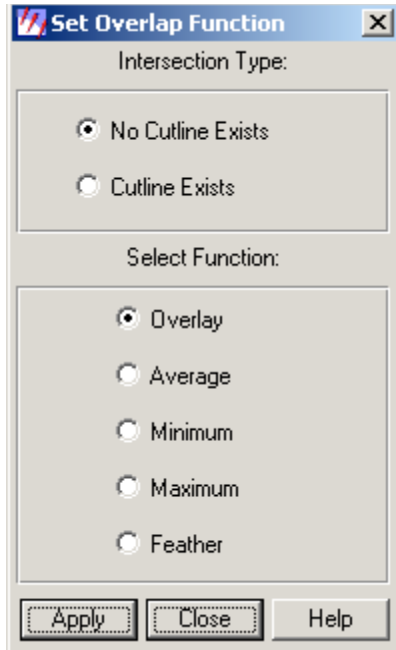 Set Overlap Function
Intersection Type:
No Cutline Exists
Cutline Exists
Select Function:
Overlay
Average
Minimum
Maximum
Feather
Apply Close Help